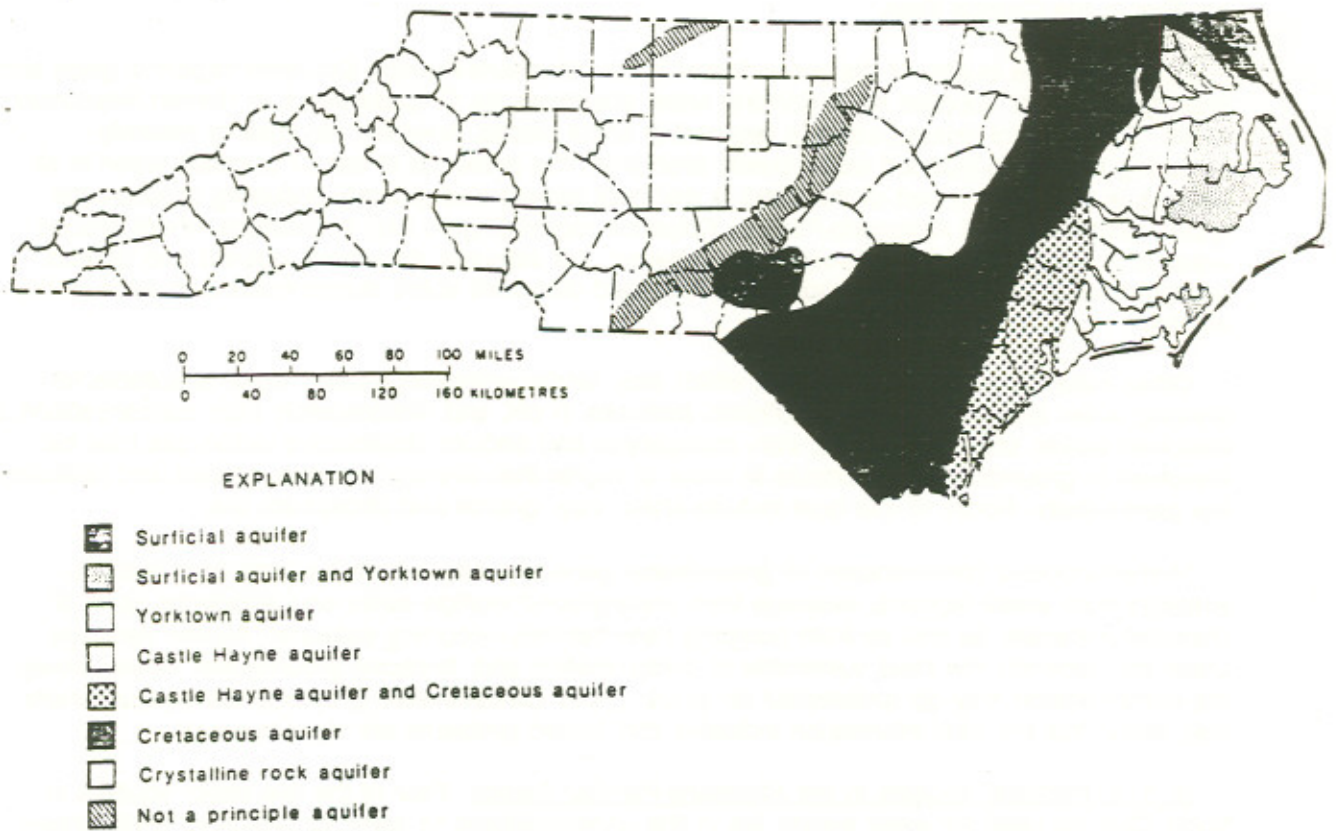 0 20 40 60 80 100 MILES
0 40 80 120 160 KILOMETRES
EXPLANATION
Surficial aquifer
Surficial aquifer and Yorktown aquifer
Yorktown aquifer
Castle Hayne aquifer
Castle Hayne aquifer and Cretaceous aquifer
Cretaceous aquifer
Crystalline rock aquifer
Not a principle aquifer